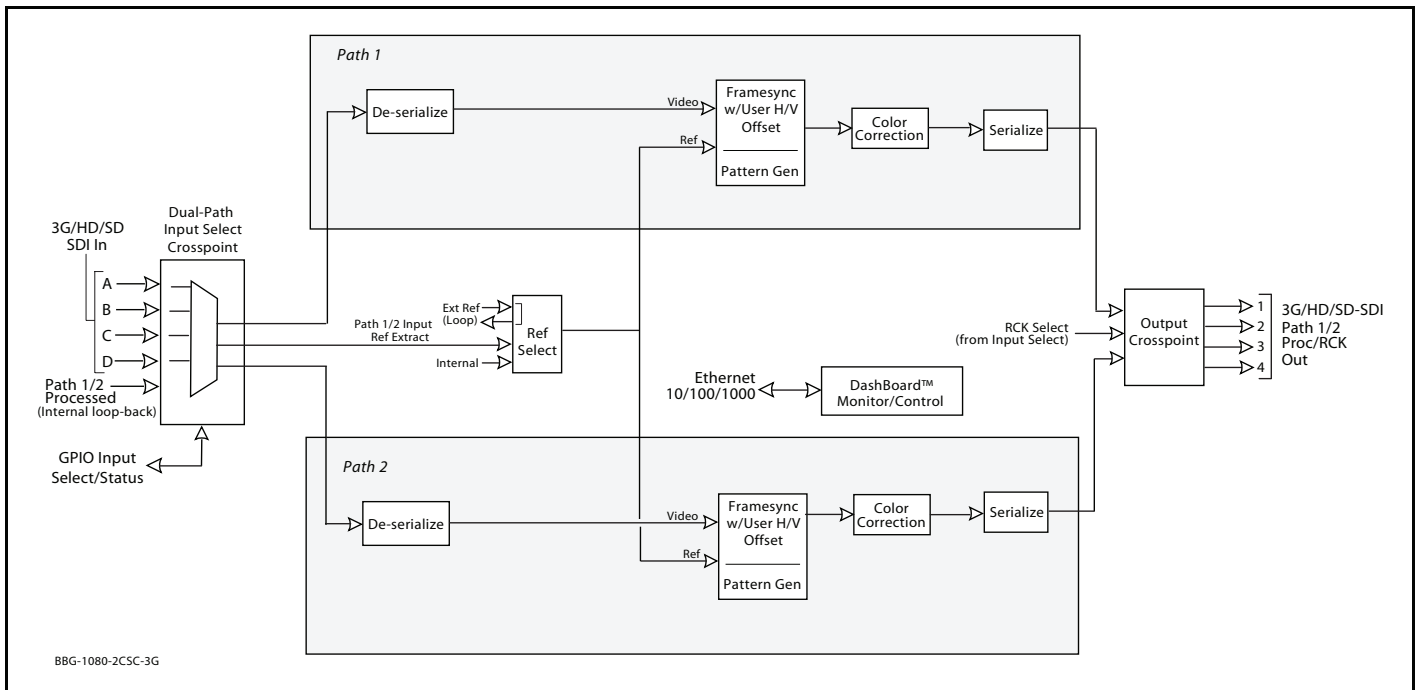 Path 1
De-serialize
Video
Ref
Framesync
w/User H/V
Offset
Pattern Gen
Color
Correction
Serialize
3G/HD/SD
SDI In
Dual-Path
Input Select
Crosspoint
A
B
C
D
Path 1/2
Processed
(Internal loop-back)
GPIO Input
Select/Status
Ext Ref
(Loop)
Path 1/2 Input
Ref Extract
Internal
Ref
Select
Ethernet
10/100/1000
DashBoard™
Monitor/Control
RCK Select
(from Input Select)
Output
Crosspoint
1
2
3
4
3G/HD/SD-SDI
Path 1/2
Proc/RCK
Out
Path 2
De-serialize
Video
Ref
Framesync
w/User H/V
Offset
Pattern Gen
Color
Correction
Serialize
BBG-1080-2CSC-3G